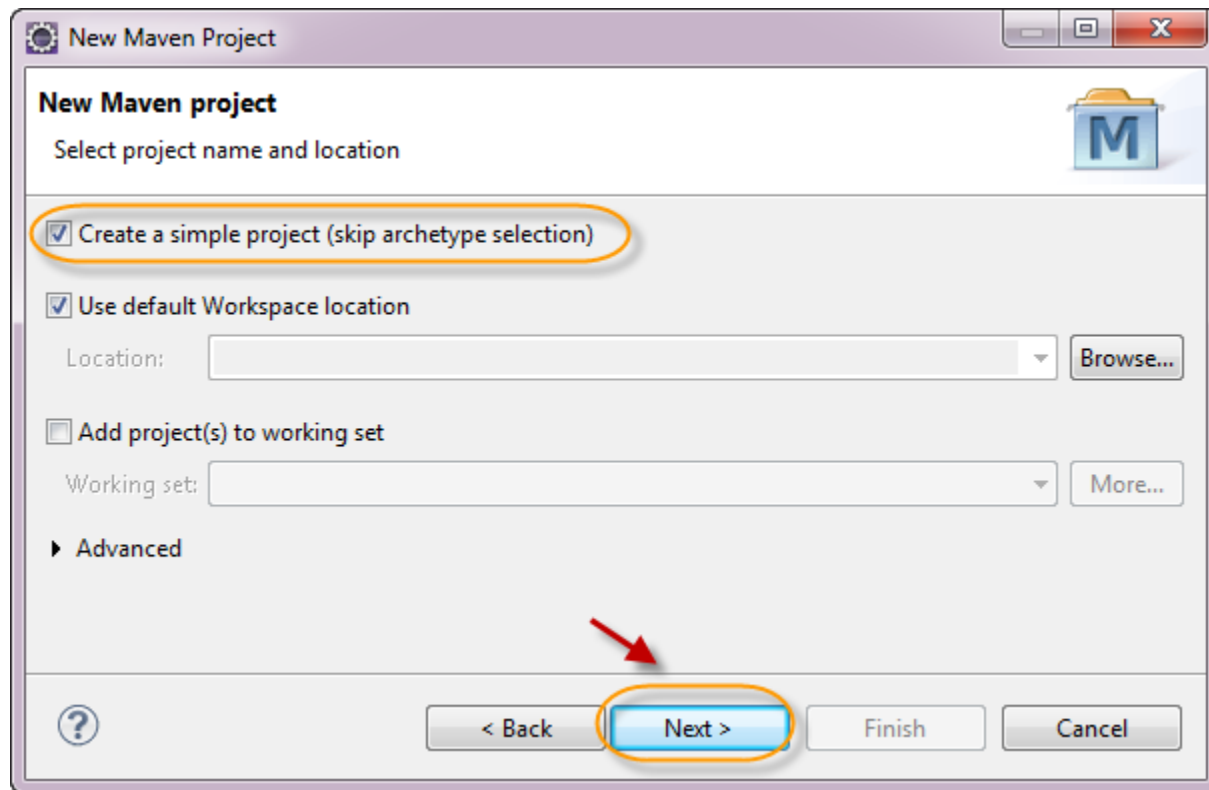 New Maven Project
New Maven project
Select project name and location
M
Create a simple project (skip archetype selection)
Use default Workspace location
Location:
Browse...
Add project(s) to working set
Working set:
More...
Advanced
?
< Back
Next >
Finish
Cancel